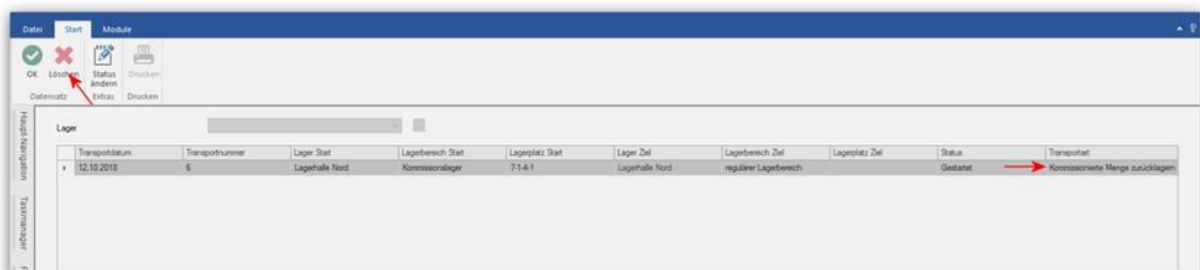 Datei Start Module
OK Löschen Status ändern Drucken
Datensatz Extras Drucken
Haupt-Navigation
Lager
Transportdatum Transportnummer Lager Start Lagerbereich Start Lagerplatz Start Lager Ziel Lagerbereich Ziel Lagerplatz Ziel Status Transportart
12.10.2018 6 Lagerhalle Nord Kommissionslager 7-1-4-1 Lagerhalle Nord regulärer Lagerbereich Gestartet Kommissionierte Menge zurücklagern
Taskmanager